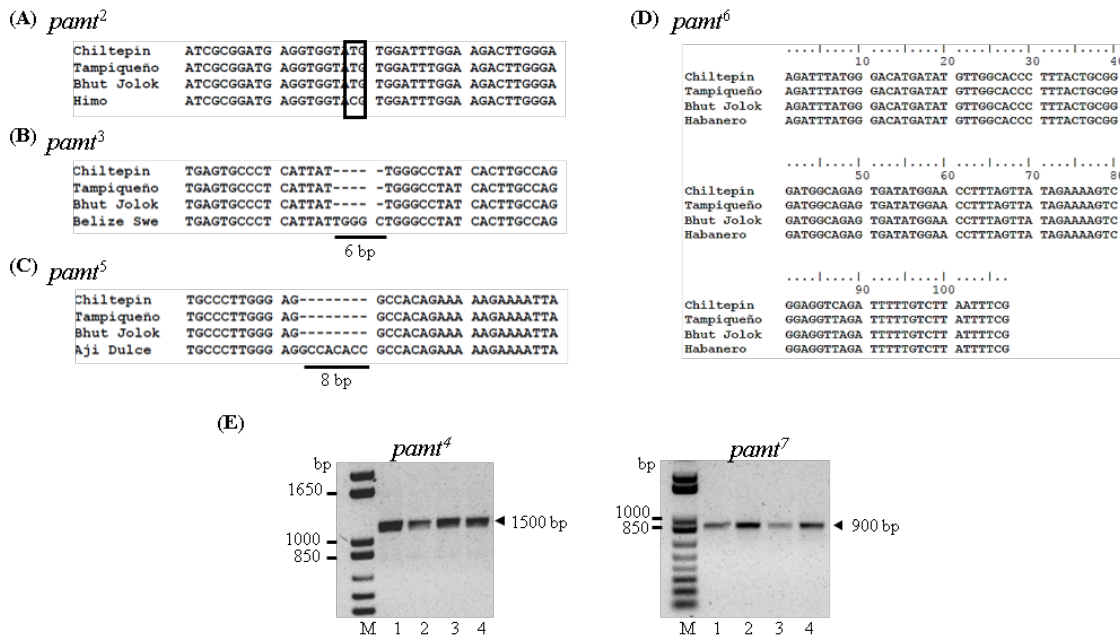 (A) pamt²
Chiltepin ATCGCGGATG AGGTGGTATG TGGATTTGGA AGACTTGGGA
Tampiqueño ATCGCGGATG AGGTGGTATG TGGATTTGGA AGACTTGGGA
Bhut Jolok ATCGCGGATG AGGTGGTATG TGGATTTGGA AGACTTGGGA
Himo ATCGCGGATG AGGTGGTACG TGGATTTGGA AGACTTGGGA
(B) pamt³
Chiltepin TGAGTGCCCT CATTAT----- -TGGGCCTAT CACTTGCCAG
Tampiqueño TGAGTGCCCT CATTAT----- -TGGGCCTAT CACTTGCCAG
Bhut Jolok TGAGTGCCCT CATTAT----- -TGGGCCTAT CACTTGCCAG
Belize Swe TGAGTGCCCT CATTATTGGG CTGGGCCTAT CACTTGCCAG
6 bp
(C) pamt⁵
Chiltepin TGCCCTTGGG AG-------- GCCACAGAAA AAGAAAATTA
Tampiqueño TGCCCTTGGG AG-------- GCCACAGAAA AAGAAAATTA
Bhut Jolok TGCCCTTGGG AG-------- GCCACAGAAA AAGAAAATTA
Aji Dulce TGCCCTTGGG AGGCCACACC GCCACAGAAA AAGAAAATTA
8 bp
(D) pamt⁶
....|....| ....|....| ....|....| ....|....|
10 20 30 40
Chiltepin AGATTTATGG GACATGATAT GTTGGCACCC TTTACTGCGG
Tampiqueño AGATTTATGG GACATGATAT GTTGGCACCC TTTACTGCGG
Bhut Jolok AGATTTATGG GACATGATAT GTTGGCACCC TTTACTGCGG
Habanero AGATTTATGG GACATGATAT GTTGGCACCC TTTACTGCGG
....|....| ....|....| ....|....| ....|....|
70 80
Chiltepin GATGGCAGAG TGATATGGAA CCTTTAGTTA TAGAAAAGTC
Tampiqueño GATGGCAGAG TGATATGGAA CCTTTAGTTA TAGAAAAGTC
Bhut Jolok GATGGCAGAG TGATATGGAA CCTTTAGTTA TAGAAAAGTC
Habanero GATGGCAGAG TGATATGGAA CCTTTAGTTA TAGAAAAGTC
....|....| ....|....| ....|..
90 100
Chiltepin GGAGGTCAGA TTTTTGTCTT AATTTCG
Tampiqueño GGAGGTTAGA TTTTTGTCTT ATTTTCG
Bhut Jolok GGAGGTTAGA TTTTTGTCTT ATTTTCG
Habanero GGAGGTTAGA TTTTTGTCTT ATTTTCG
(E)
pamt⁴
bp
1650
1500 bp
1000
850
M 1 2 3 4
pamt⁷
bp
1000
850
900 bp
M 1 2 3 4